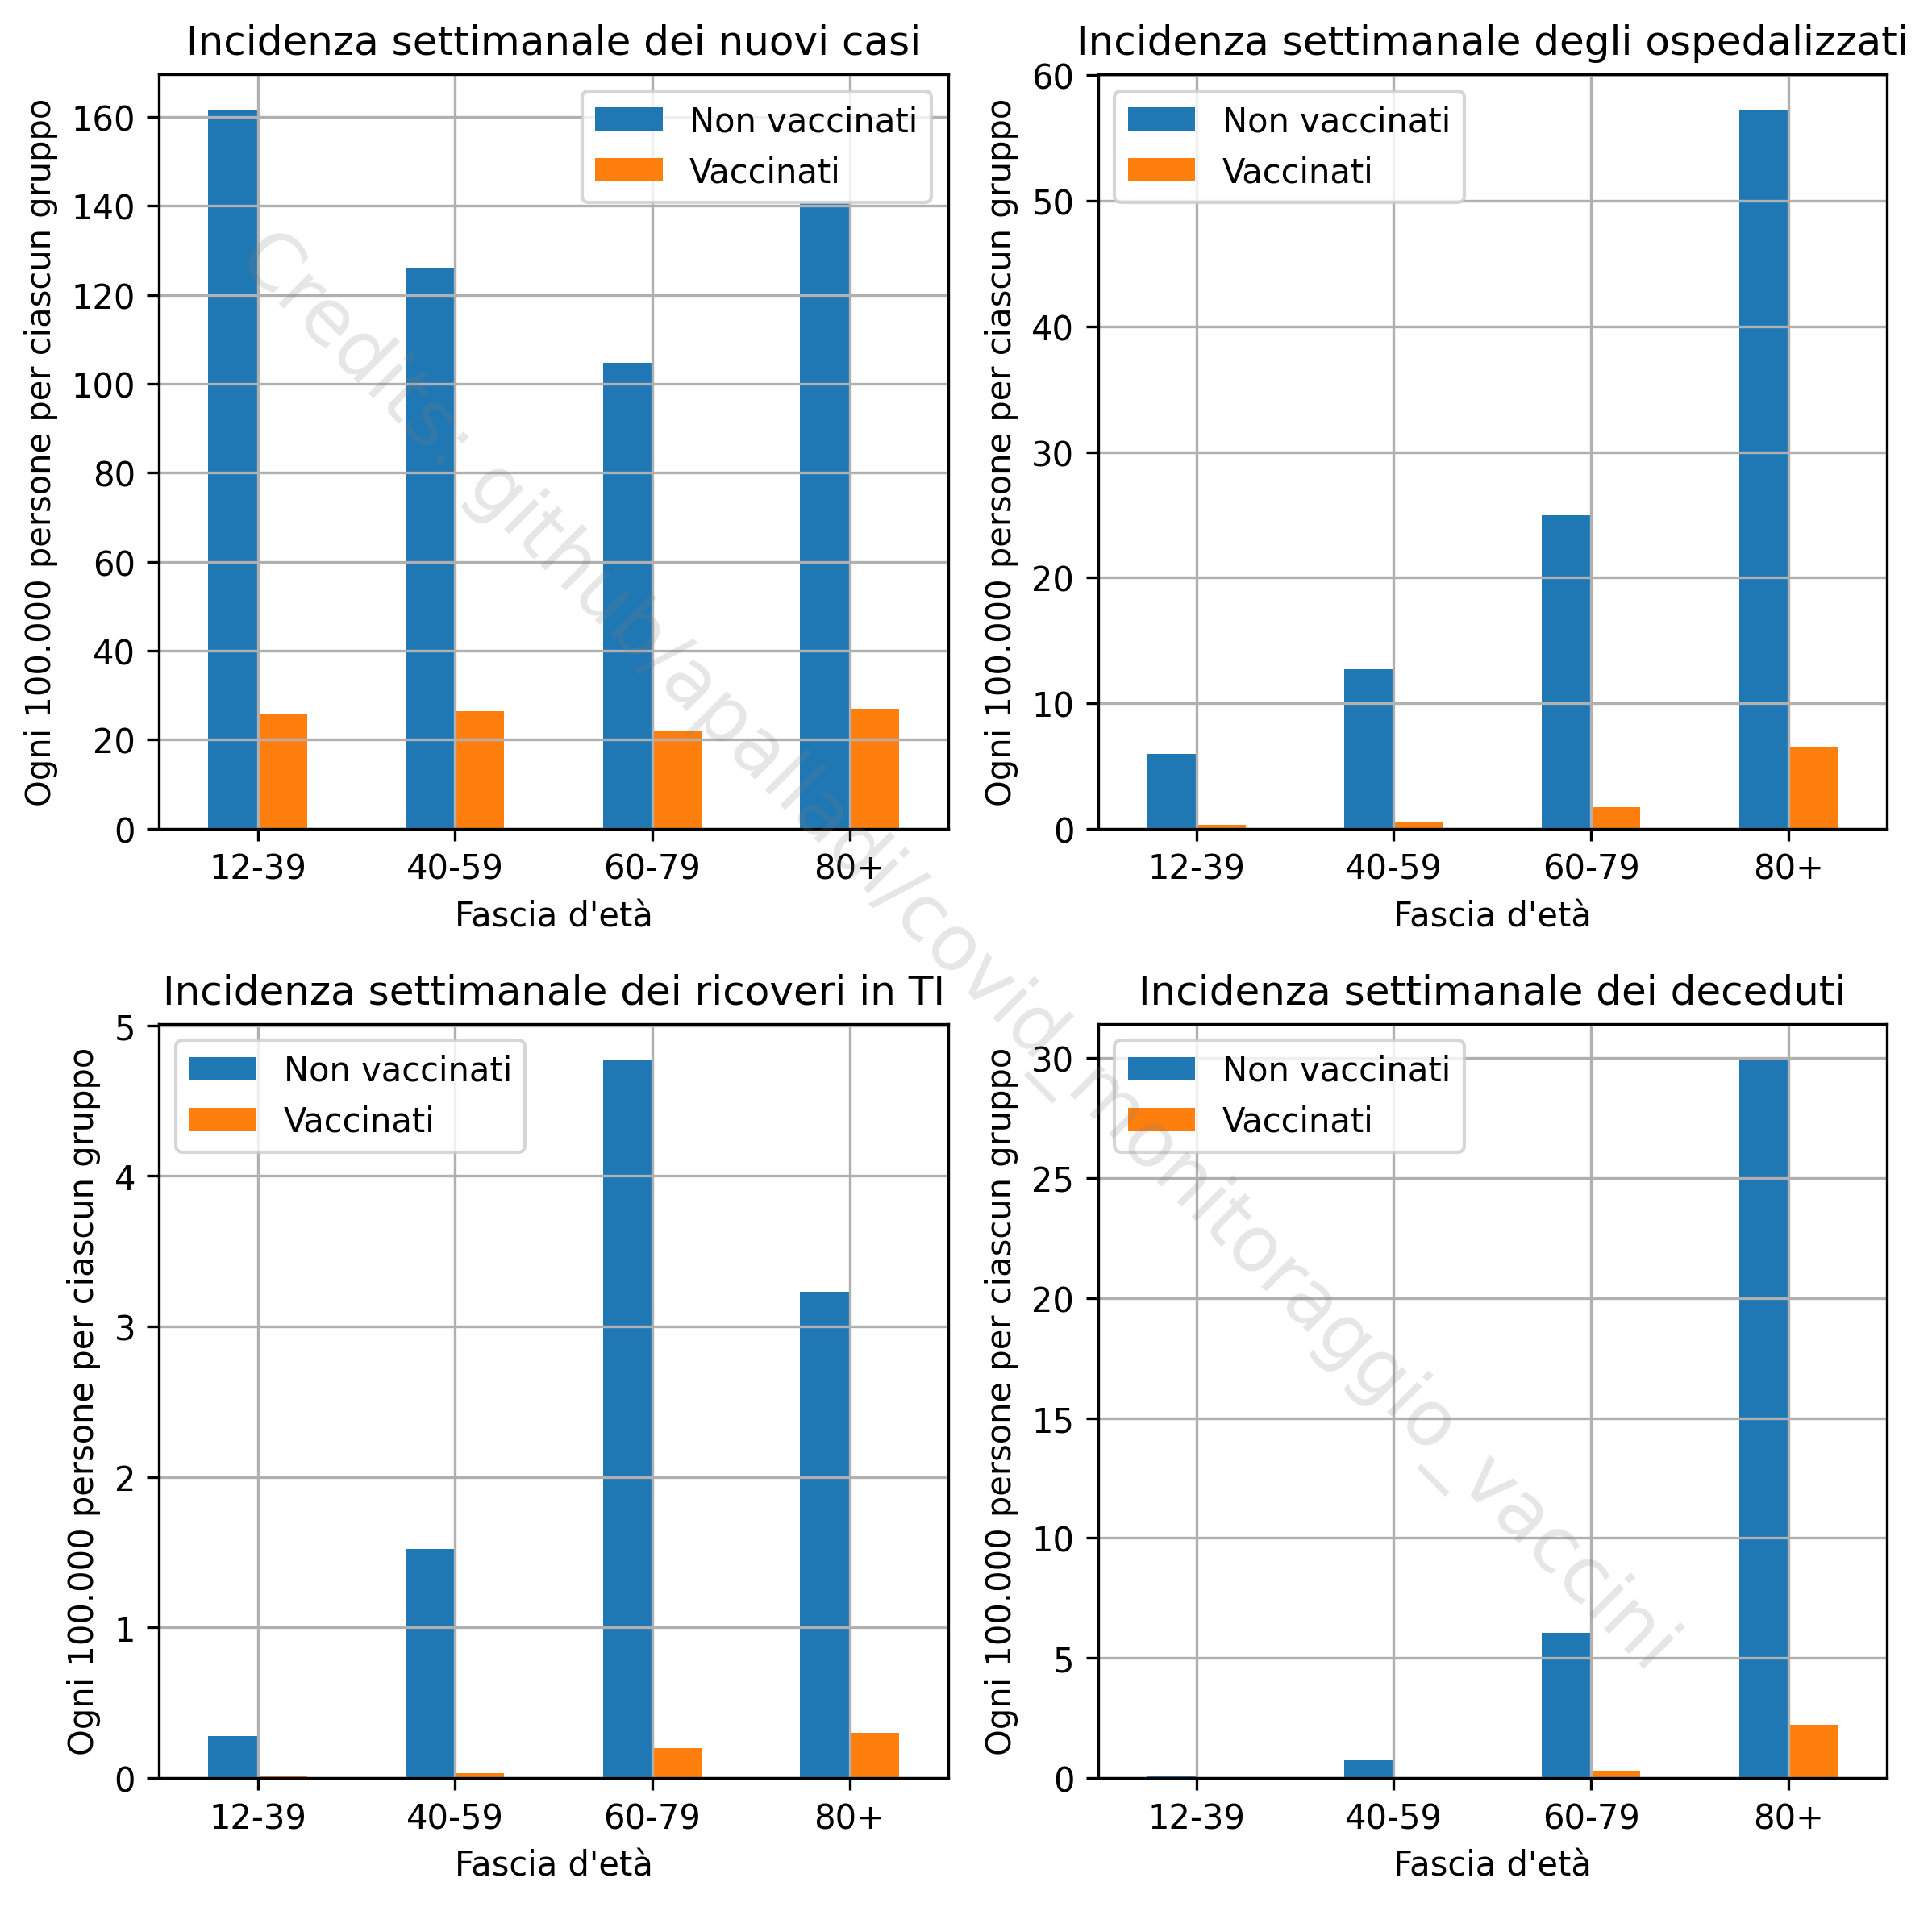 Incidenza settimanale dei nuovi casi
Ogni 100.000 persone per ciascun gruppo
160
140
120
100
80
60
40
20
0
Non vaccinati
Vaccinati
12-39 40-59 60-79 80+
Fascia d'età
Incidenza settimanale degli ospedalizzati
Ogni 100.000 persone per ciascun gruppo
60
50
40
30
20
10
0
Non vaccinati
Vaccinati
12-39 40-59 60-79 80+
Fascia d'età
Incidenza settimanale dei ricoveri in TI
Ogni 100.000 persone per ciascun gruppo
5
4
3
2
1
0
Non vaccinati
Vaccinati
12-39 40-59 60-79 80+
Fascia d'età
Incidenza settimanale dei deceduti
Ogni 100.000 persone per ciascun gruppo
30
25
20
15
10
5
0
Non vaccinati
Vaccinati
12-39 40-59 60-79 80+
Fascia d'età
Credits: github/apalladi/covid_monitoraggio_vaccini